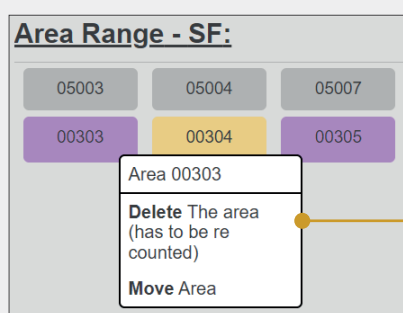 Area Range - SF:
05003 05004 05007
00303 00304 00305
Area 00303
Delete The area
(has to be re
counted)
Move Area